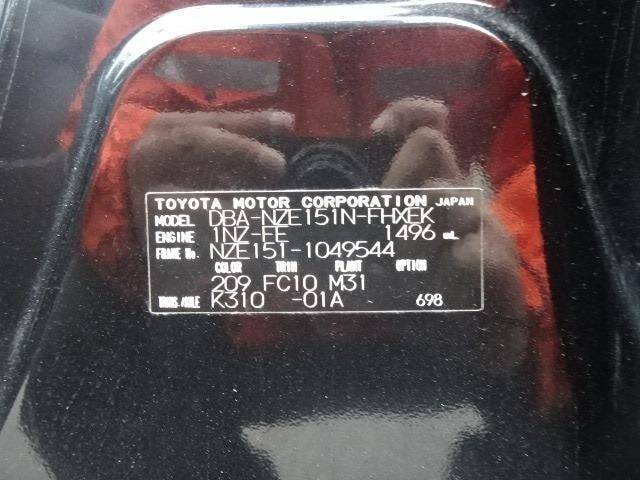 TOYOTA MOTOR CORPORATION JAPAN
MODEL DBA-NZE151N-FHXEK
ENGINE 1NZ-FE 1496 mL
FRAME No. NZE151-1049544
COLOR TRIM PLANT OPTION
209 FC10 M31
TRANS./AXLE K310 -01A 698